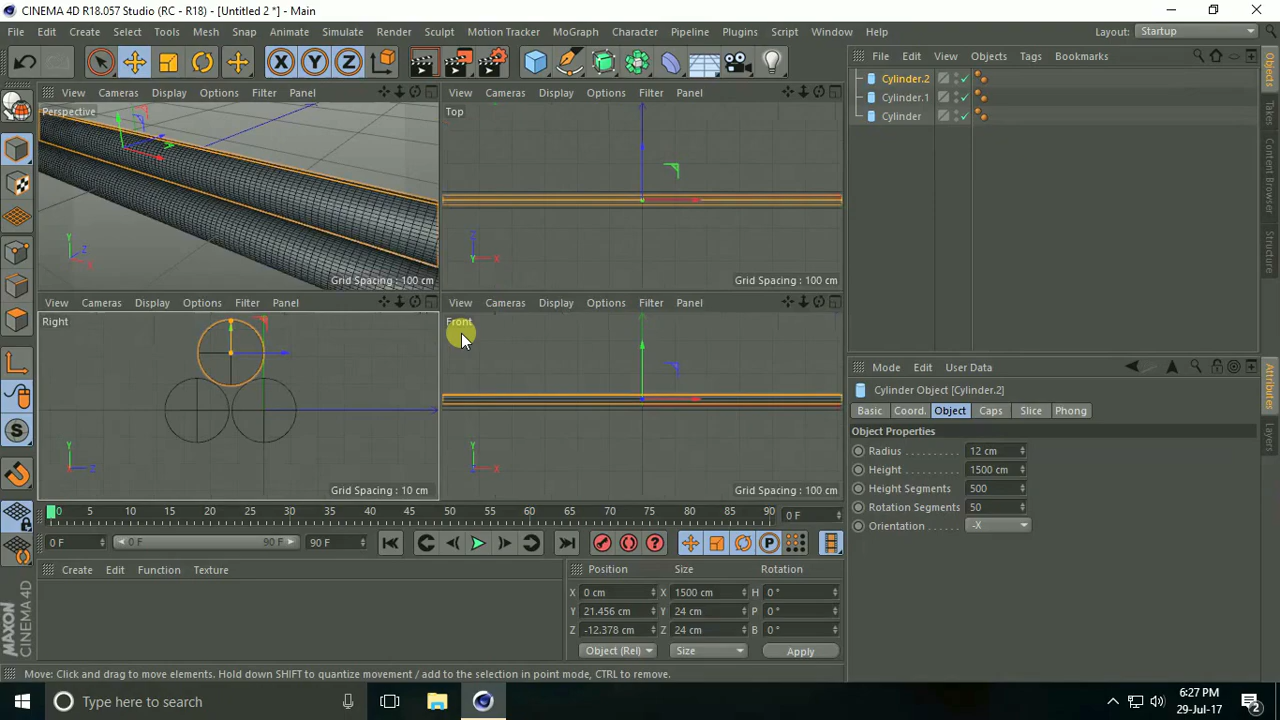 CINEMA 4D R18.057 Studio (RC - R18) - [Untitled 2 *] - Main
File Edit Create Select Tools Mesh Snap Animate Simulate Render Sculpt Motion Tracker MoGraph Character Pipeline Plugins Script Window Help Layout: Startup
X Y Z
File Edit View Objects Tags Bookmarks
Cylinder.2
Cylinder.1
Cylinder
Objects
Takes
Content Browser
Structure
View Cameras Display Options Filter Panel
Perspective
Y Z X
Grid Spacing : 100 cm
View Cameras Display Options Filter Panel
Top
Z Y X
Grid Spacing : 100 cm
View Cameras Display Options Filter Panel
Right
Y X Z
Grid Spacing : 10 cm
View Cameras Display Options Filter Panel
Front
Y Z X
Grid Spacing : 100 cm
Mode Edit User Data
Cylinder Object [Cylinder.2]
Basic Coord. Object Caps Slice Phong
Object Properties
Radius 12 cm
Height 1500 cm
Height Segments 500
Rotation Segments 50
Orientation -X
Attributes
Layers
0 5 10 15 20 25 30 35 40 45 50 55 60 65 70 75 80 85 90 0 F
0 F 0 F 90 F 90 F
Create Edit Function Texture
Position Size Rotation
X 0 cm X 1500 cm H 0 °
Y 21.456 cm Y 24 cm P 0 °
Z -12.378 cm Z 24 cm B 0 °
Object (Rel) Size Apply
MAXON CINEMA 4D
Move: Click and drag to move elements. Hold down SHIFT to quantize movement / add to the selection in point mode, CTRL to remove.
Type here to search
6:27 PM
29-Jul-17
2